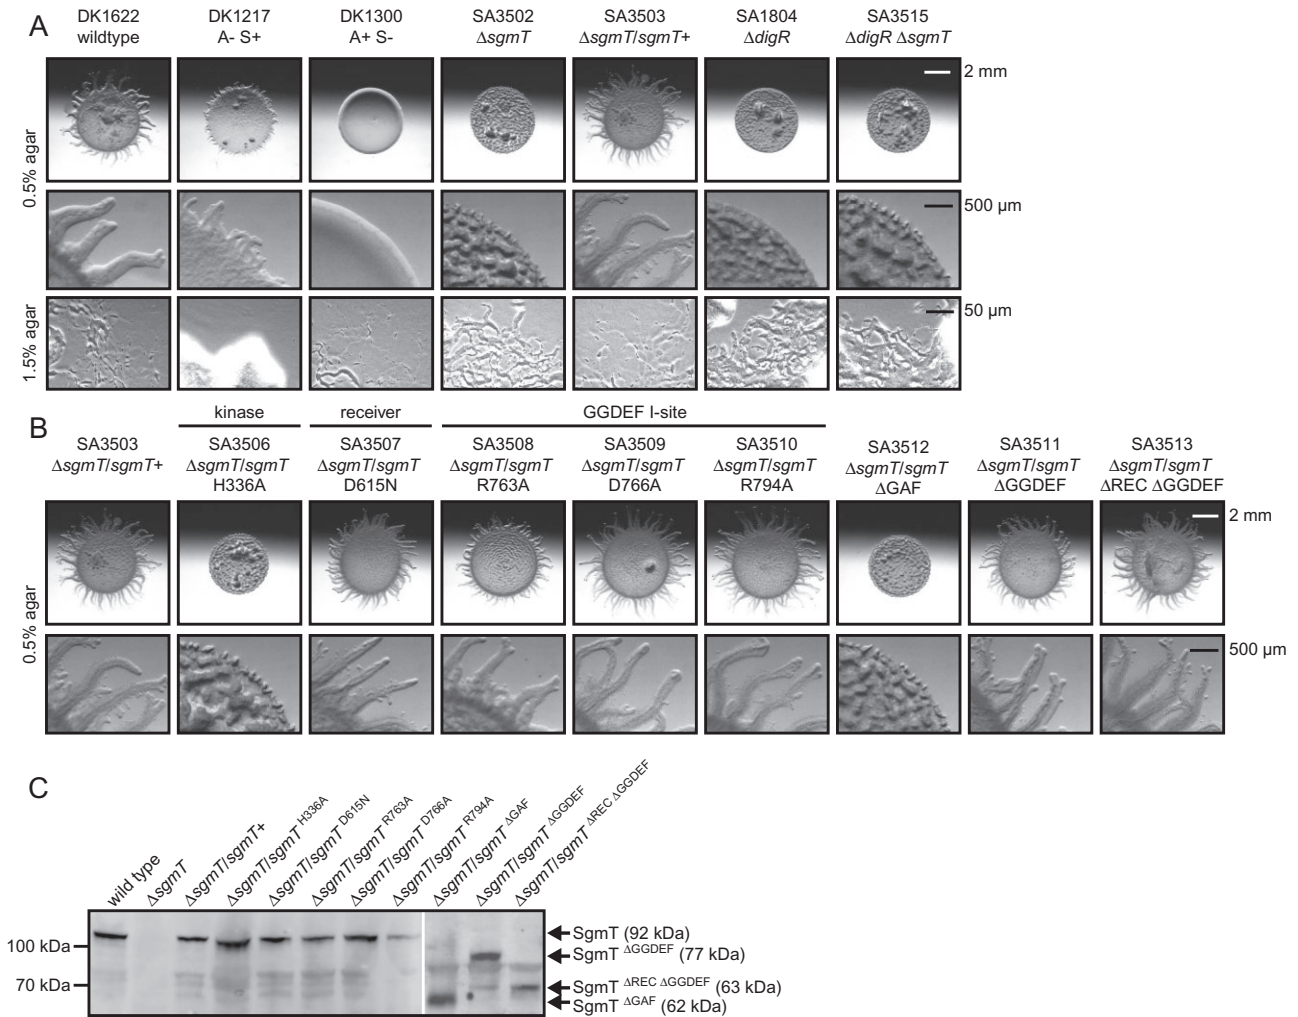 A
DK1622
wildtype
DK1217
A- S+
DK1300
A+ S-
SA3502
ΔsgmT
SA3503
ΔsgmT/sgmT+
SA1804
ΔdigR
SA3515
ΔdigR ΔsgmT
0.5% agar
2 mm
500 µm
1.5% agar
50 µm
B
kinase
receiver
GGDEF I-site
SA3503
ΔsgmT/sgmT+
SA3506
ΔsgmT/sgmT
H336A
SA3507
ΔsgmT/sgmT
D615N
SA3508
ΔsgmT/sgmT
R763A
SA3509
ΔsgmT/sgmT
D766A
SA3510
ΔsgmT/sgmT
R794A
SA3512
ΔsgmT/sgmT
ΔGAF
SA3511
ΔsgmT/sgmT
ΔGGDEF
SA3513
ΔsgmT/sgmT
ΔREC ΔGGDEF
0.5% agar
2 mm
500 µm
C
wild type
ΔsgmT
ΔsgmT/sgmT+
ΔsgmT/sgmT H336A
ΔsgmT/sgmT D615N
ΔsgmT/sgmT R763A
ΔsgmT/sgmT D766A
ΔsgmT/sgmT R794A
ΔsgmT/sgmT ΔGAF
ΔsgmT/sgmT ΔGGDEF
ΔsgmT/sgmT ΔREC ΔGGDEF
100 kDa
70 kDa
SgmT (92 kDa)
SgmT ΔGGDEF (77 kDa)
SgmT ΔREC ΔGGDEF (63 kDa)
SgmT ΔGAF (62 kDa)